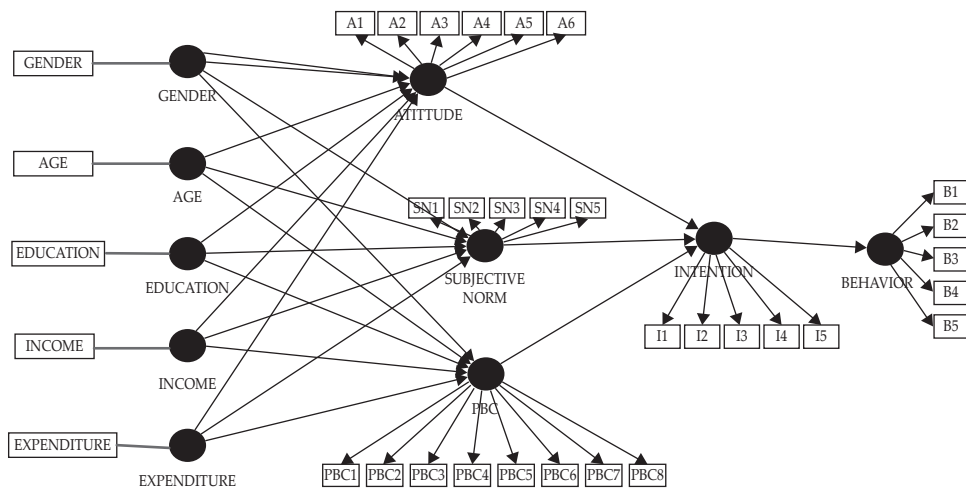 A1 A2 A3 A4 A5 A6
GENDER
GENDER
ATITTUDE
AGE
AGE
SN1 SN2 SN3 SN4 SN5
B1
B2
B3
B4
B5
EDUCATION
EDUCATION
SUBJECTIVE
NORM
INTENTION
BEHAVIOR
I1 I2 I3 I4 I5
INCOME
INCOME
PBC
EXPENDITURE
EXPENDITURE
PBC1 PBC2 PBC3 PBC4 PBC5 PBC6 PBC7 PBC8